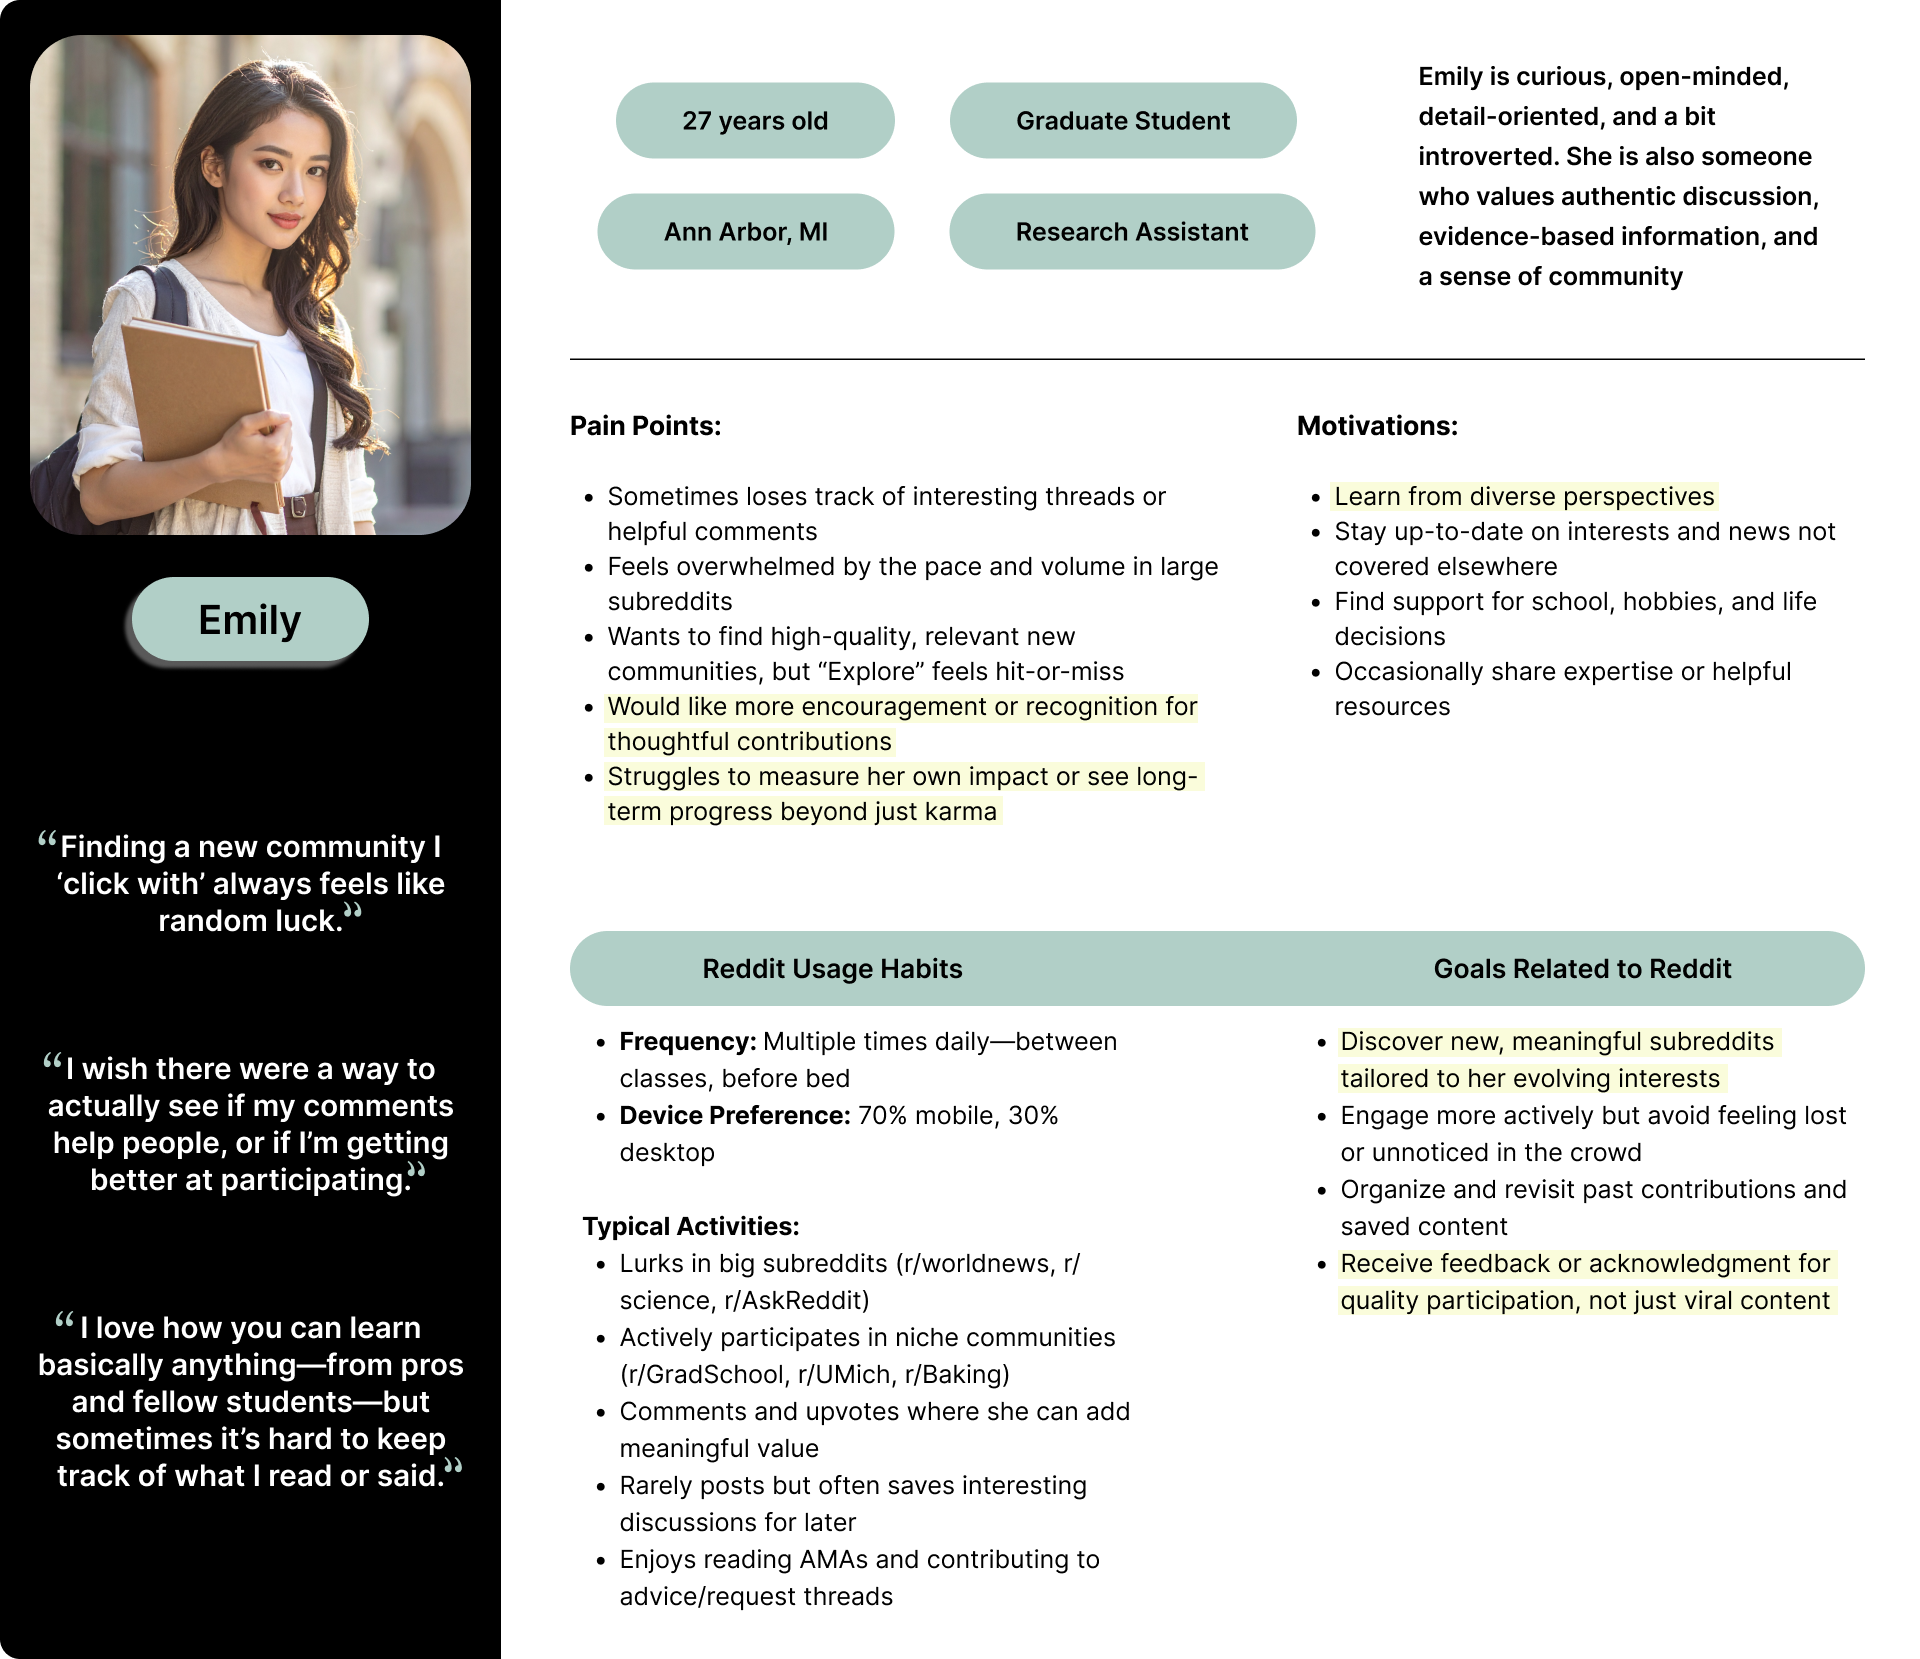 Emily
“Finding a new community I
‘click with’ always feels like
random luck.”
“I wish there were a way to
actually see if my comments
help people, or if I’m getting
better at participating.”
“I love how you can learn
basically anything—from pros
and fellow students—but
sometimes it’s hard to keep
track of what I read or said.”
27 years old
Graduate Student
Ann Arbor, MI
Research Assistant
Emily is curious, open-minded,
detail-oriented, and a bit
introverted. She is also someone
who values authentic discussion,
evidence-based information, and
a sense of community
Pain Points:
• Sometimes loses track of interesting threads or
helpful comments
• Feels overwhelmed by the pace and volume in large
subreddits
• Wants to find high-quality, relevant new
communities, but “Explore” feels hit-or-miss
• Would like more encouragement or recognition for
thoughtful contributions
• Struggles to measure her own impact or see long-
term progress beyond just karma
Motivations:
• Learn from diverse perspectives
• Stay up-to-date on interests and news not
covered elsewhere
• Find support for school, hobbies, and life
decisions
• Occasionally share expertise or helpful
resources
Reddit Usage Habits
• Frequency: Multiple times daily—between
classes, before bed
• Device Preference: 70% mobile, 30%
desktop
Typical Activities:
• Lurks in big subreddits (r/worldnews, r/
science, r/AskReddit)
• Actively participates in niche communities
(r/GradSchool, r/UMich, r/Baking)
• Comments and upvotes where she can add
meaningful value
• Rarely posts but often saves interesting
discussions for later
• Enjoys reading AMAs and contributing to
advice/request threads
Goals Related to Reddit
• Discover new, meaningful subreddits
tailored to her evolving interests
• Engage more actively but avoid feeling lost
or unnoticed in the crowd
• Organize and revisit past contributions and
saved content
• Receive feedback or acknowledgment for
quality participation, not just viral content